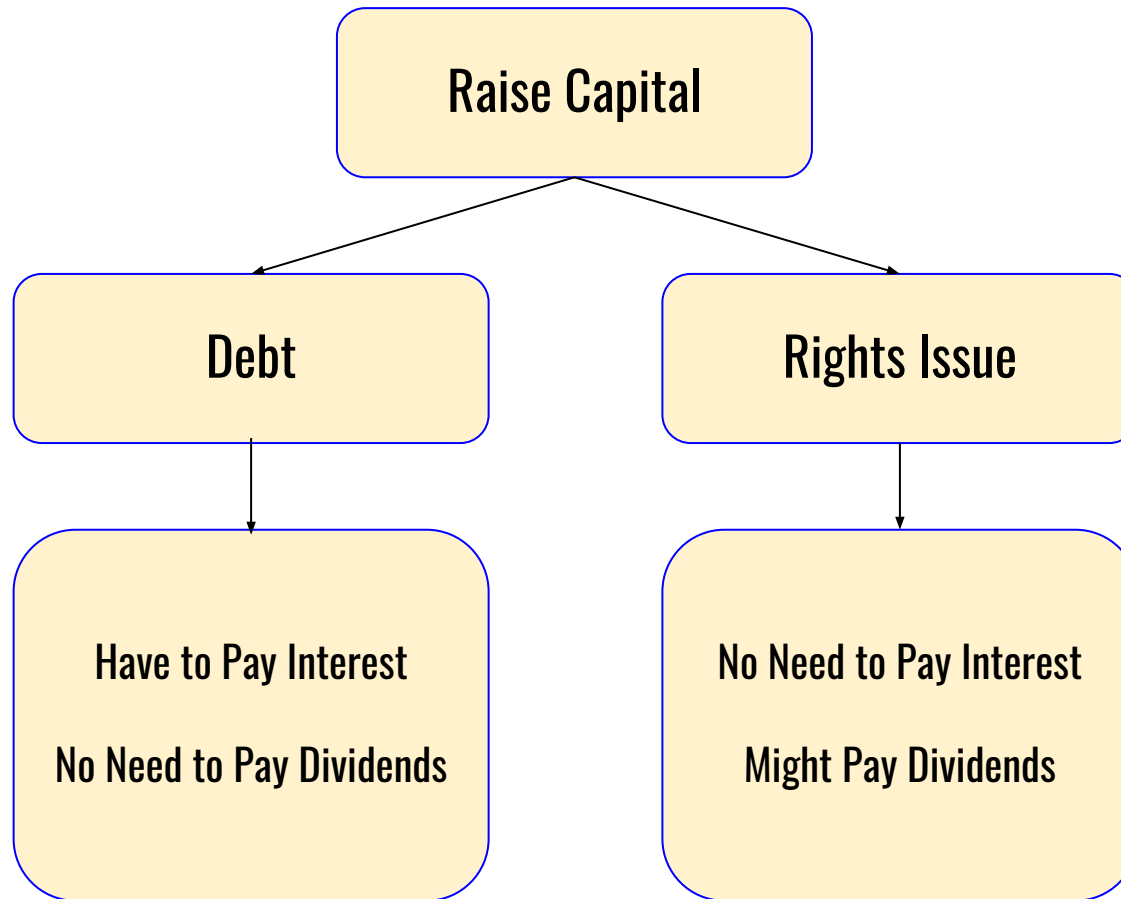 Raise Capital
Debt
Rights Issue
Have to Pay Interest
No Need to Pay Dividends
No Need to Pay Interest
Might Pay Dividends